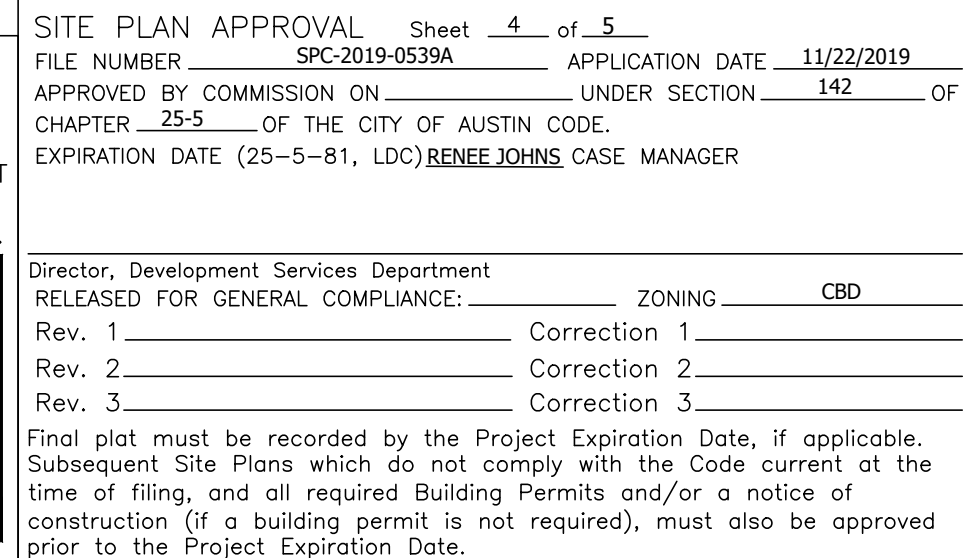 SITE PLAN APPROVAL Sheet 4 of 5
FILE NUMBER SPC-2019-0539A APPLICATION DATE 11/22/2019
APPROVED BY COMMISSION ON UNDER SECTION 142 OF
CHAPTER 25-5 OF THE CITY OF AUSTIN CODE.
EXPIRATION DATE (25-5-81, LDC) RENEE JOHNS CASE MANAGER
Director, Development Services Department
RELEASED FOR GENERAL COMPLIANCE: ZONING CBD
Rev. 1 Correction 1
Rev. 2 Correction 2
Rev. 3 Correction 3
Final plat must be recorded by the Project Expiration Date, if applicable.
Subsequent Site Plans which do not comply with the Code current at the
time of filing, and all required Building Permits and/or a notice of
construction (if a building permit is not required), must also be approved
prior to the Project Expiration Date.